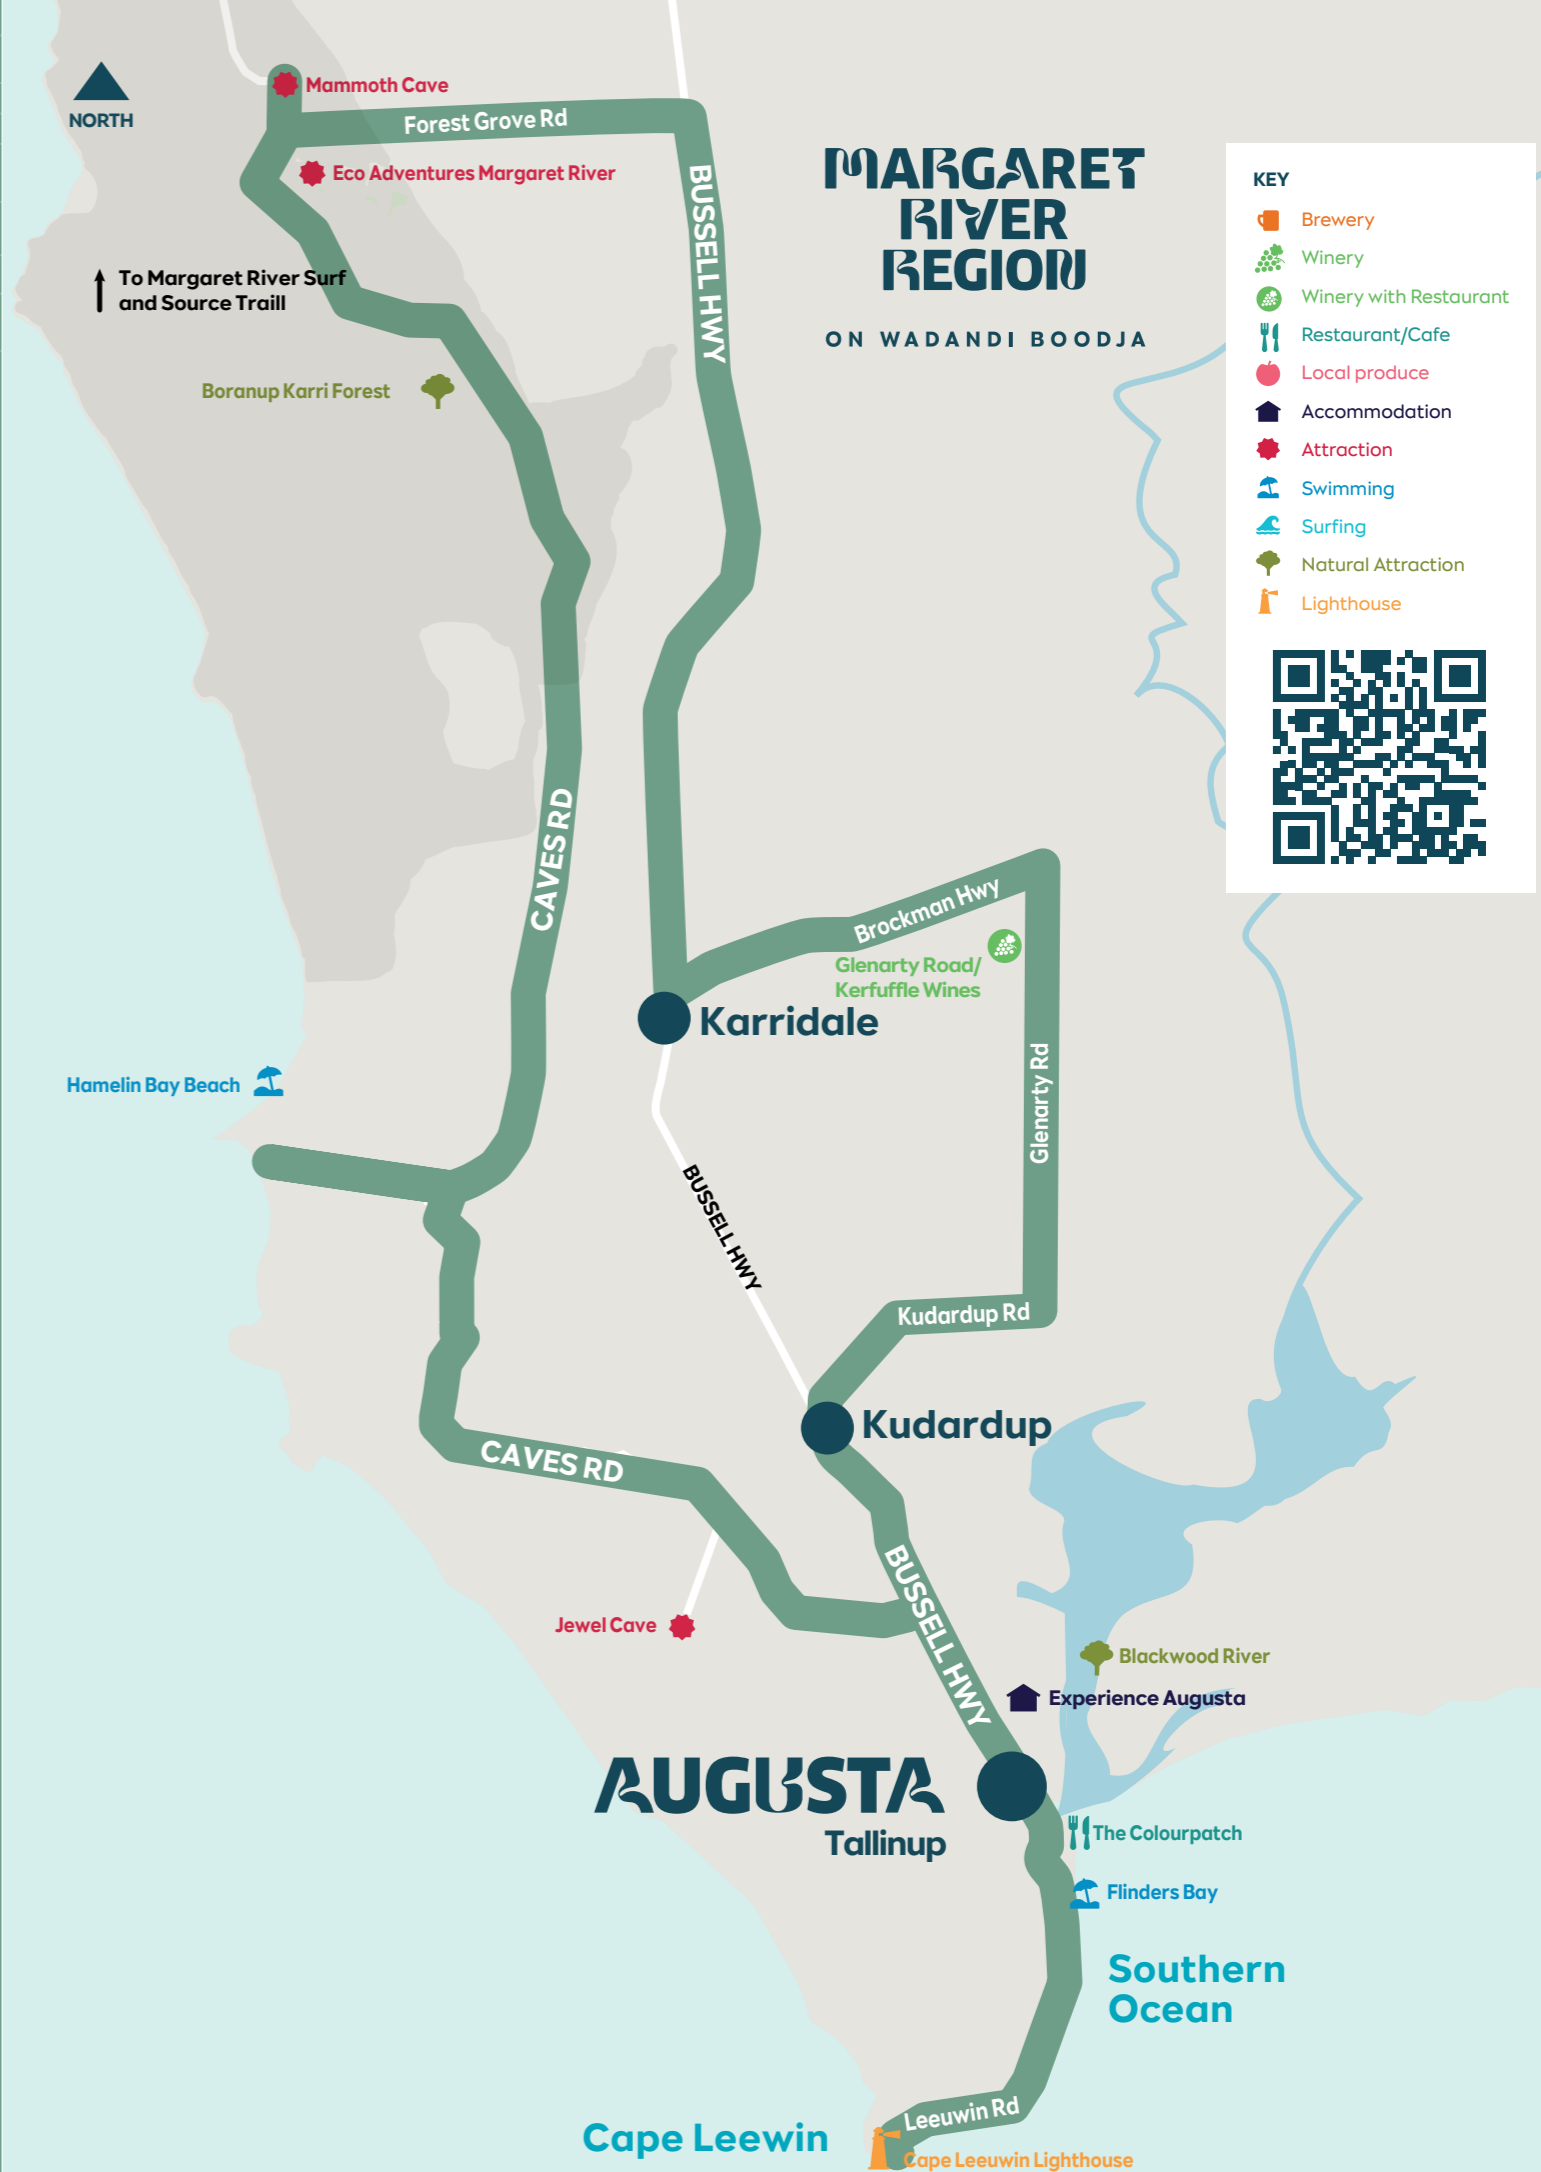 Mammoth Cave
NORTH
Forest Grove Rd
Eco Adventures Margaret River
BUSSELL HWY
To Margaret River Surf
and Source Traill
Boranup Karri Forest
MARGARET
RIVER
REGION
ON WADANDI BOODJA
KEY
Brewery
Winery
Winery with Restaurant
Restaurant/Cafe
Local produce
Accommodation
Attraction
Swimming
Surfing
Natural Attraction
Lighthouse
CAVES RD
Brockman Hwy
Glenarty Road/
Kerfuffle Wines
Karridale
Glenarty Rd
Hamelin Bay Beach
BUSSELL HWY
Kudardup Rd
Kudardup
CAVES RD
BUSSELL HWY
Jewel Cave
Blackwood River
Experience Augusta
AUGUSTA
Tallinup
The Colourpatch
Flinders Bay
Southern
Ocean
Leeuwin Rd
Cape Leewin
Cape Leeuwin Lighthouse